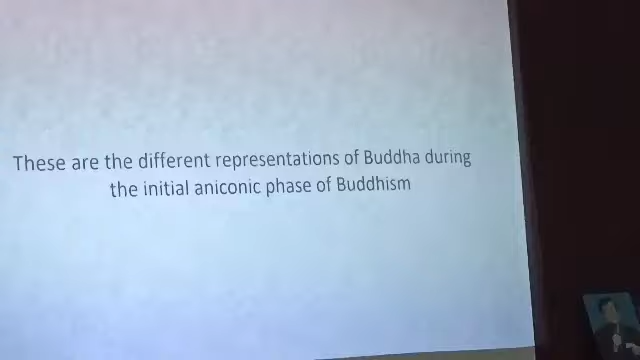 These are the different representations of Buddha during
the initial aniconic phase of Buddhism